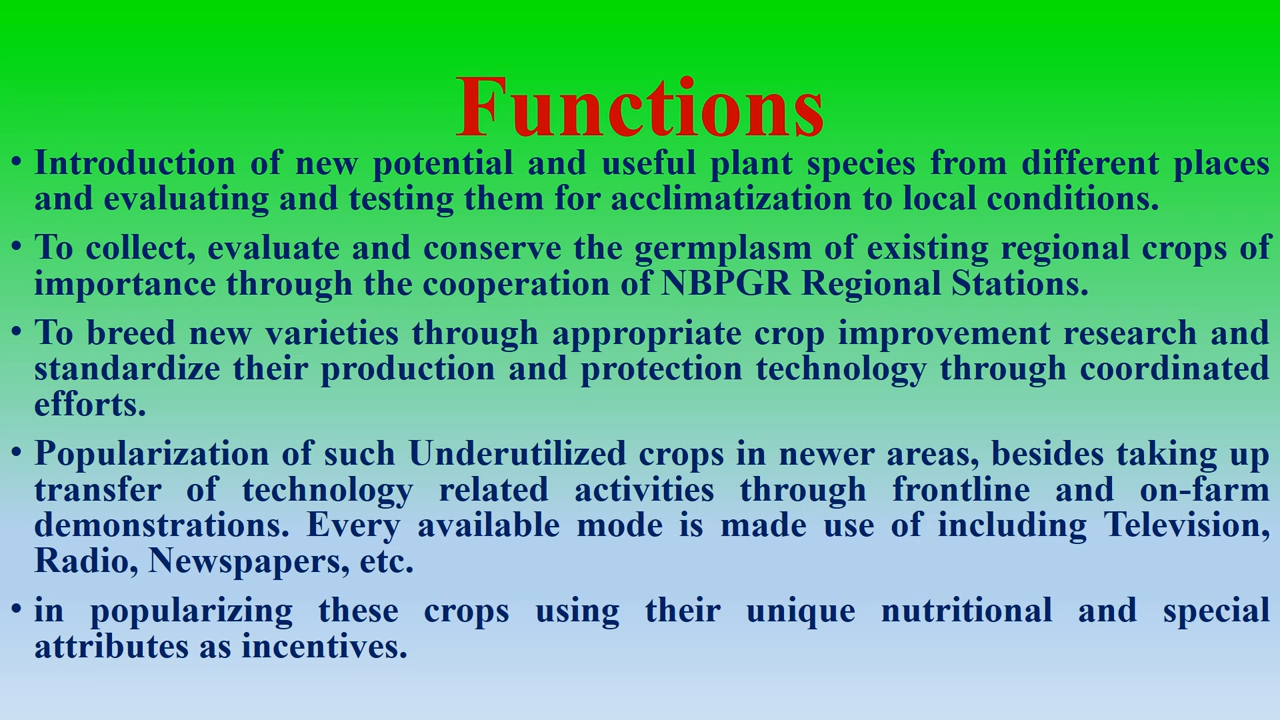 Functions
• Introduction of new potential and useful plant species from different places
and evaluating and testing them for acclimatization to local conditions.
• To collect, evaluate and conserve the germplasm of existing regional crops of
importance through the cooperation of NBPGR Regional Stations.
• To breed new varieties through appropriate crop improvement research and
standardize their production and protection technology through coordinated
efforts.
• Popularization of such Underutilized crops in newer areas, besides taking up
transfer of technology related activities through frontline and on-farm
demonstrations. Every available mode is made use of including Television,
Radio, Newspapers, etc.
• in popularizing these crops using their unique nutritional and special
attributes as incentives.